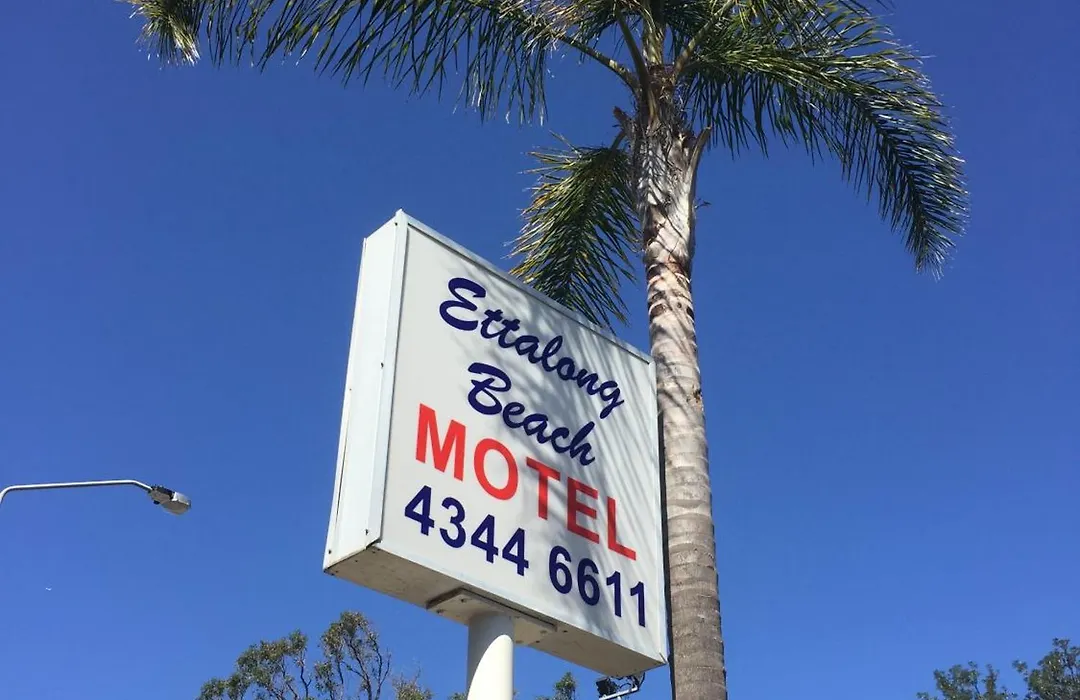 Ettalong
Beach
MOTEL
4344 6611